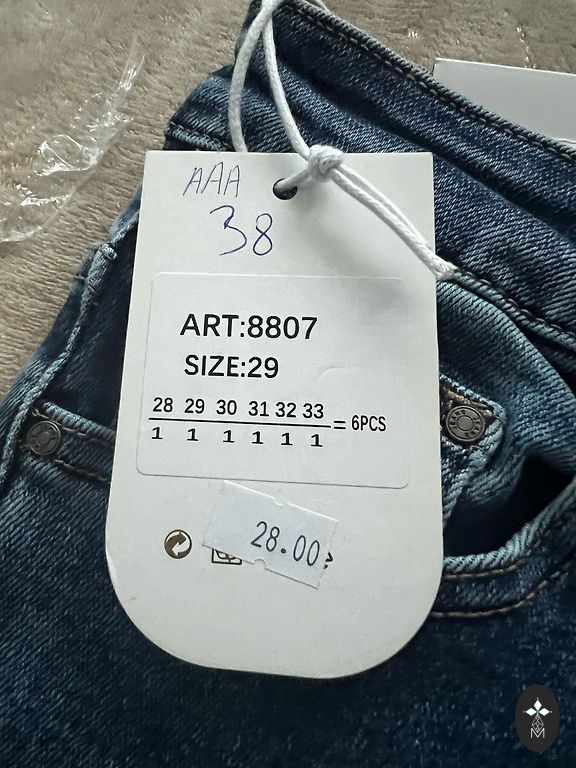 AAA
38
ART:8807
SIZE:29
28 29 30 31 32 33
1 1 1 1 1 1 = 6PCS
28.00
M